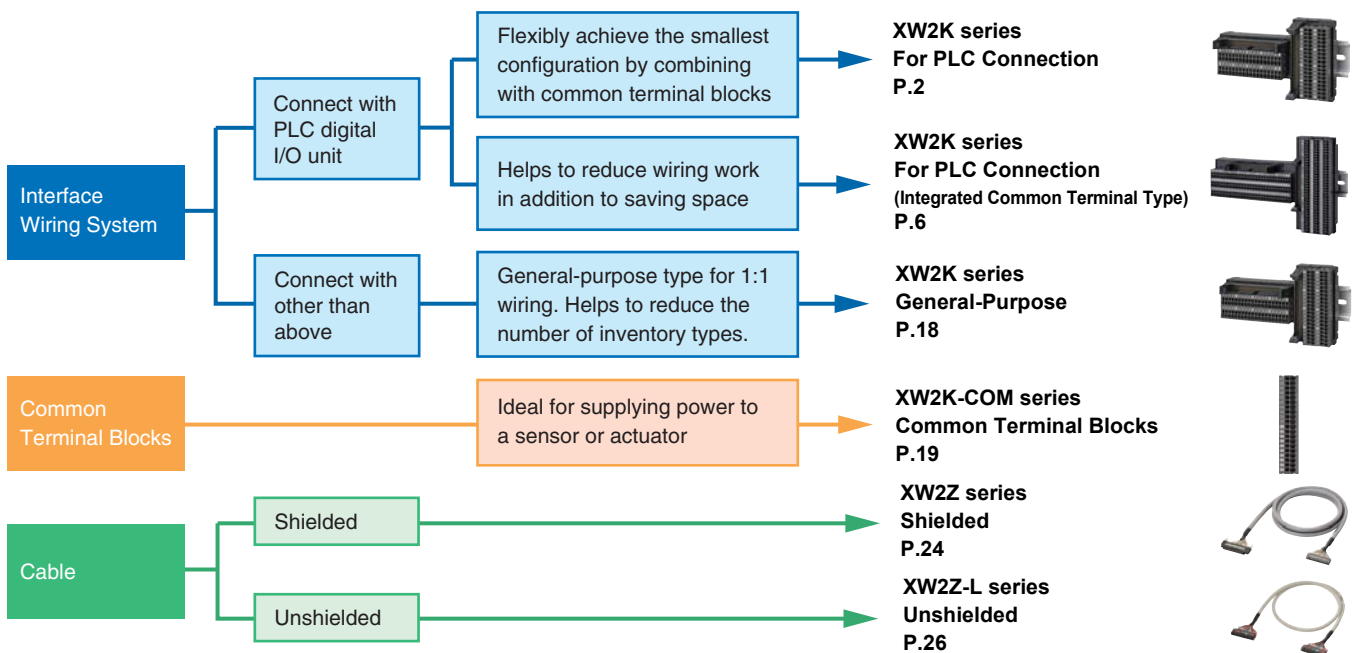 Interface
Wiring System
Connect with
PLC digital
I/O unit
Flexibly achieve the smallest
configuration by combining
with common terminal blocks
XW2K series
For PLC Connection
P.2
Helps to reduce wiring work
in addition to saving space
XW2K series
For PLC Connection
(Integrated Common Terminal Type)
P.6
Connect with
other than
above
General-purpose type for 1:1
wiring. Helps to reduce the
number of inventory types.
XW2K series
General-Purpose
P.18
Common
Terminal Blocks
Ideal for supplying power to
a sensor or actuator
XW2K-COM series
Common Terminal Blocks
P.19
Cable
Shielded
XW2Z series
Shielded
P.24
Unshielded
XW2Z-L series
Unshielded
P.26